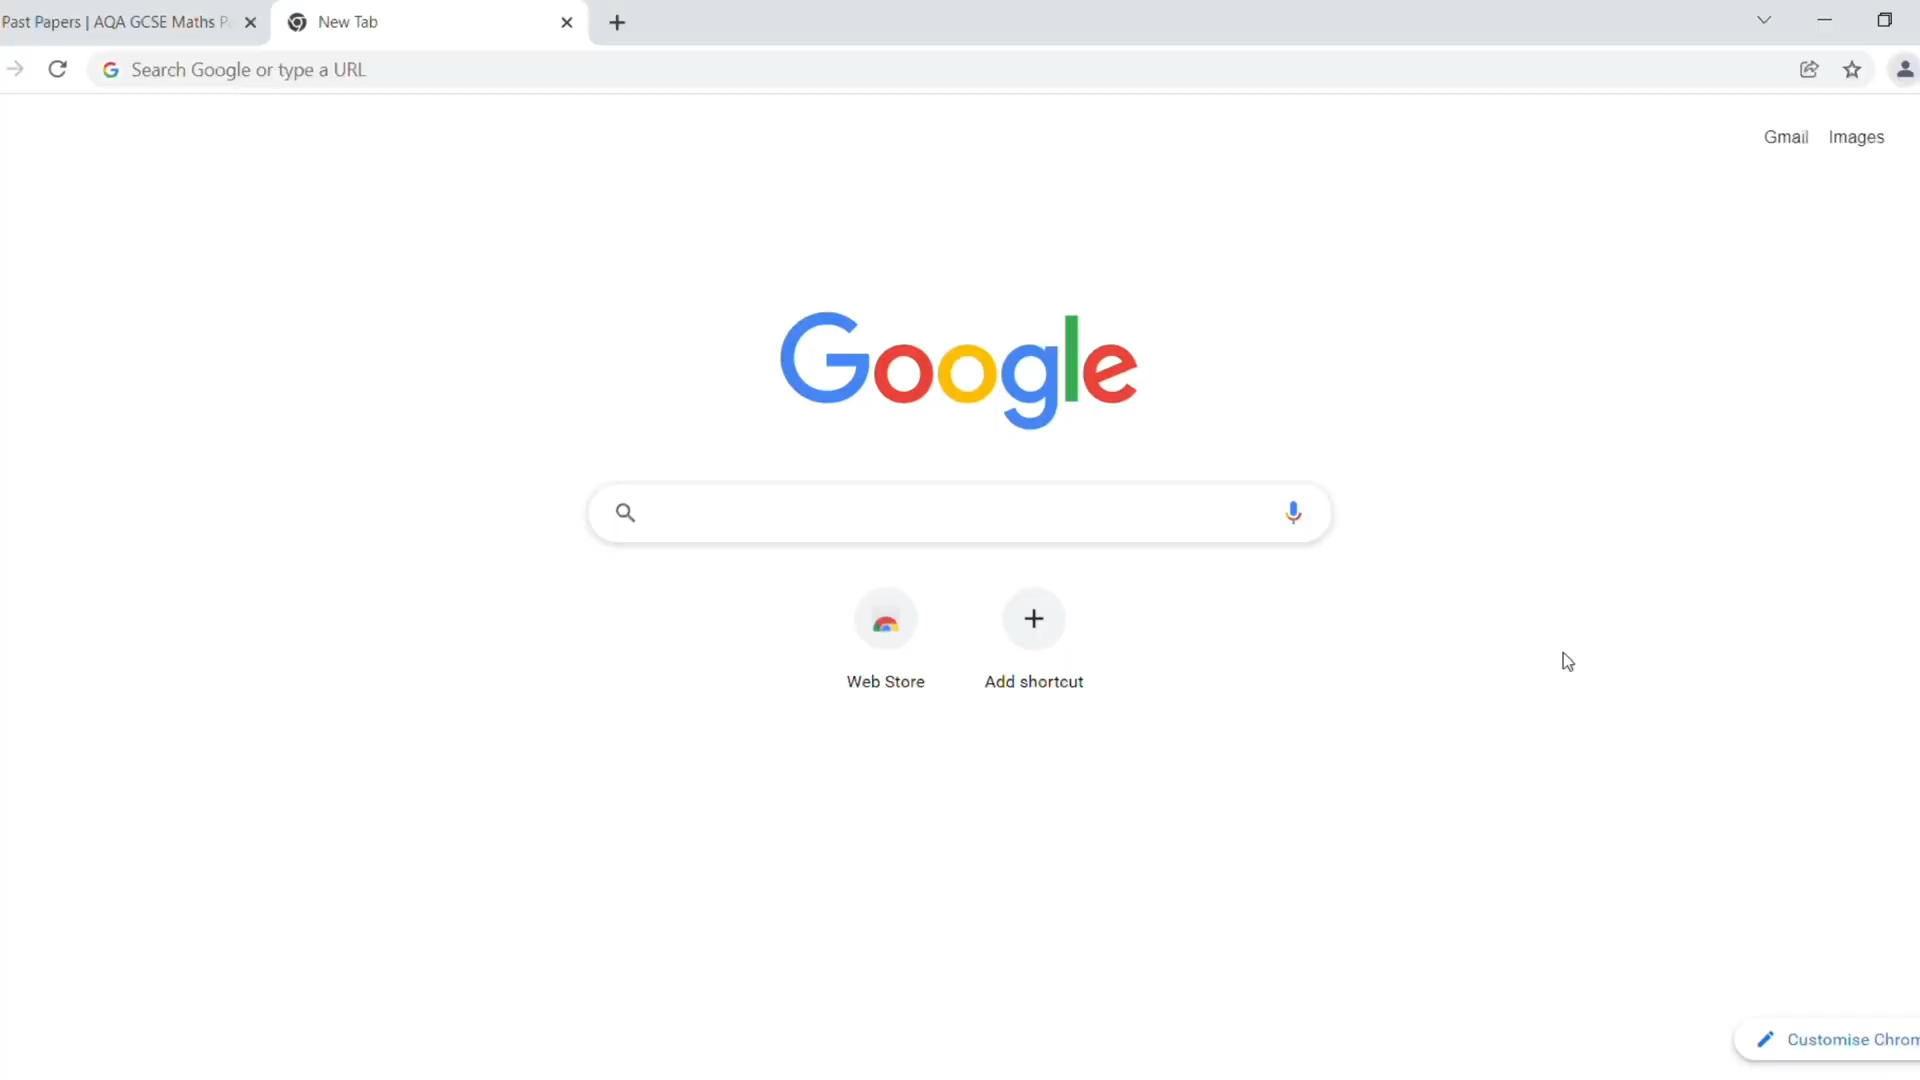 Past Papers | AQA GCSE Maths
New Tab
Search Google or type a URL
Gmail Images
Google
Web Store
Add shortcut
Customise